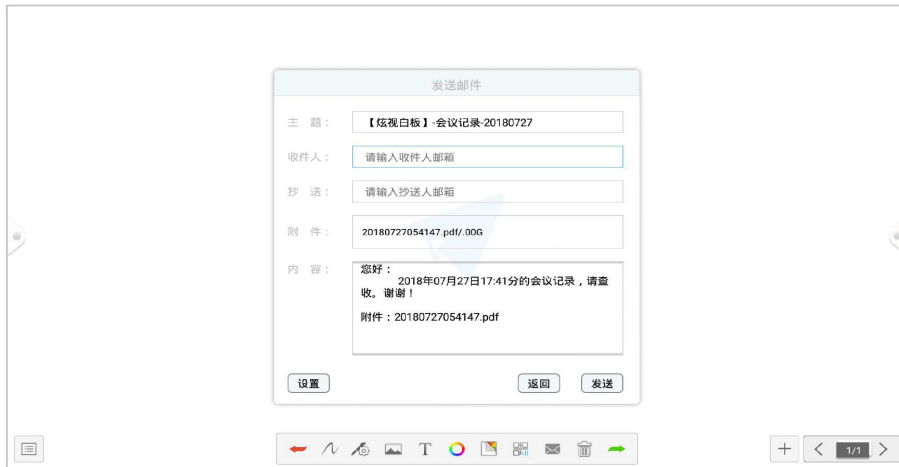 发送邮件
主 题：
【炫视白板】-会议记录-20180727
收件人：
请输入收件人邮箱
抄 送：
请输入抄送人邮箱
附 件：
20180727054147.pdf/.00G
内 容：
您好：
2018年07月27日17:41分的会议记录，请查
收。谢谢！
附件：20180727054147.pdf
设置
返回
发送
T
1/1